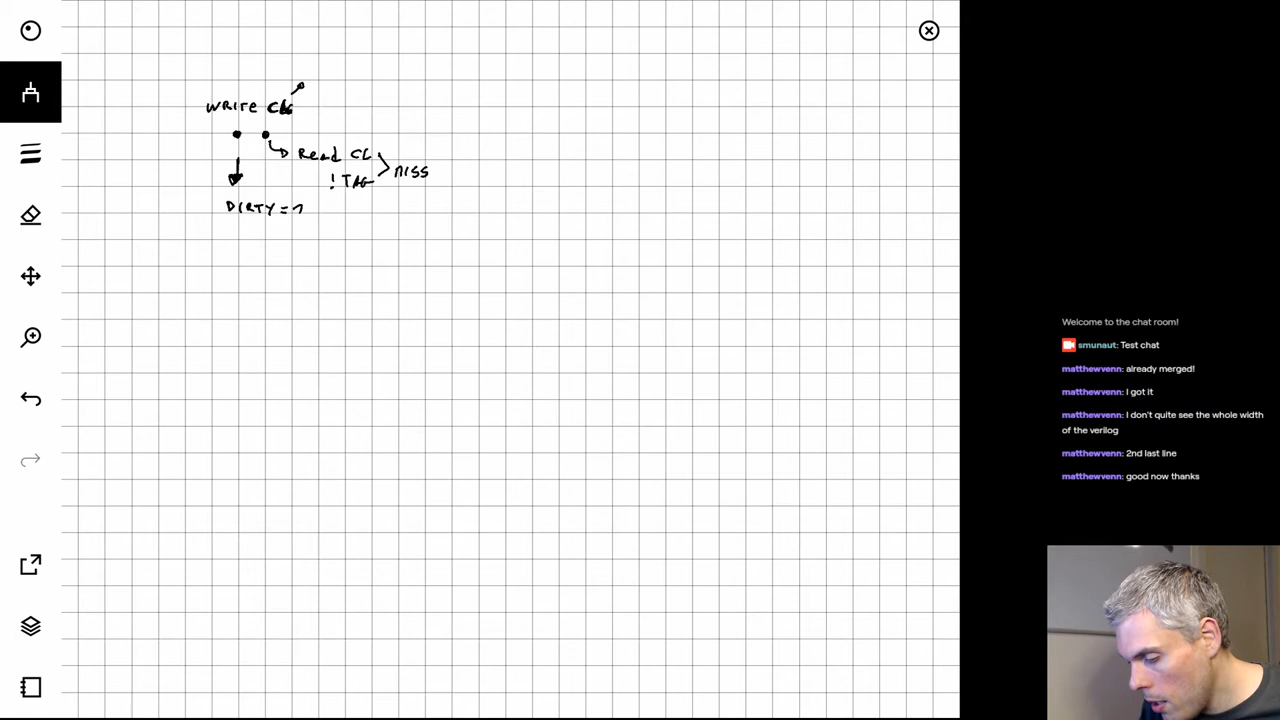 WRITE CL
Read CL
! TAG
MISS
DIRTY = 1
Welcome to the chat room!
smunaut: Test chat
matthewvenn: already merged!
matthewvenn: I got it
matthewvenn: I don't quite see the whole width
of the verilog
matthewvenn: 2nd last line
matthewvenn: good now thanks